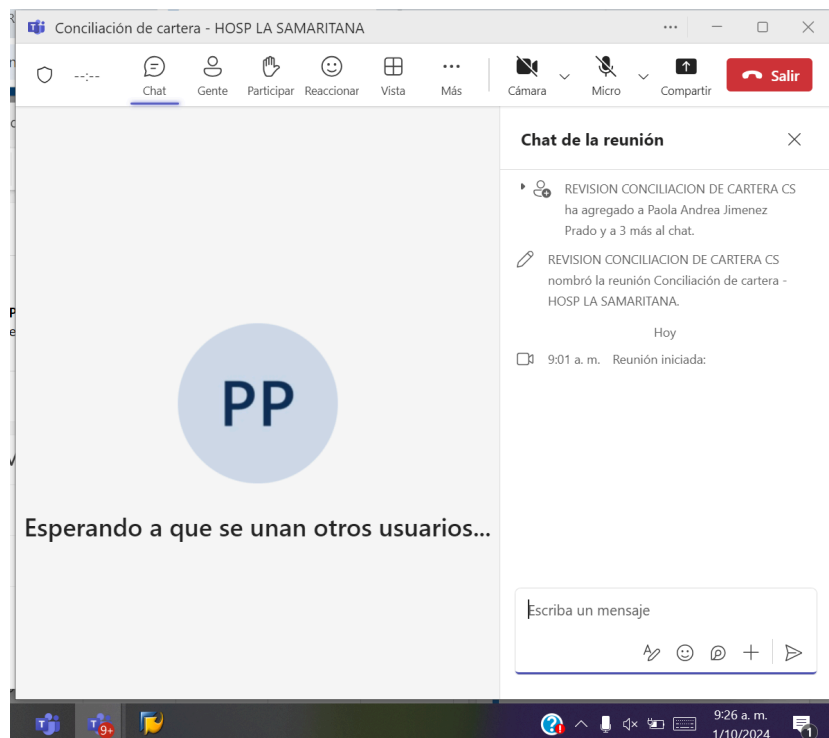 Conciliación de cartera - HOSP LA SAMARITANA
--:--
Chat
Gente
Participar
Reaccionar
Vista
Más
Cámara
Micro
Compartir
Salir
Chat de la reunión
REVISION CONCILIACION DE CARTERA CS
ha agregado a Paola Andrea Jimenez
Prado y a 3 más al chat.
REVISION CONCILIACION DE CARTERA CS
nombró la reunión Conciliación de cartera -
HOSP LA SAMARITANA.
Hoy
9:01 a. m. Reunión iniciada:
PP
Esperando a que se unan otros usuarios...
Escriba un mensaje
9+
9:26 a. m.
1/10/2024
1